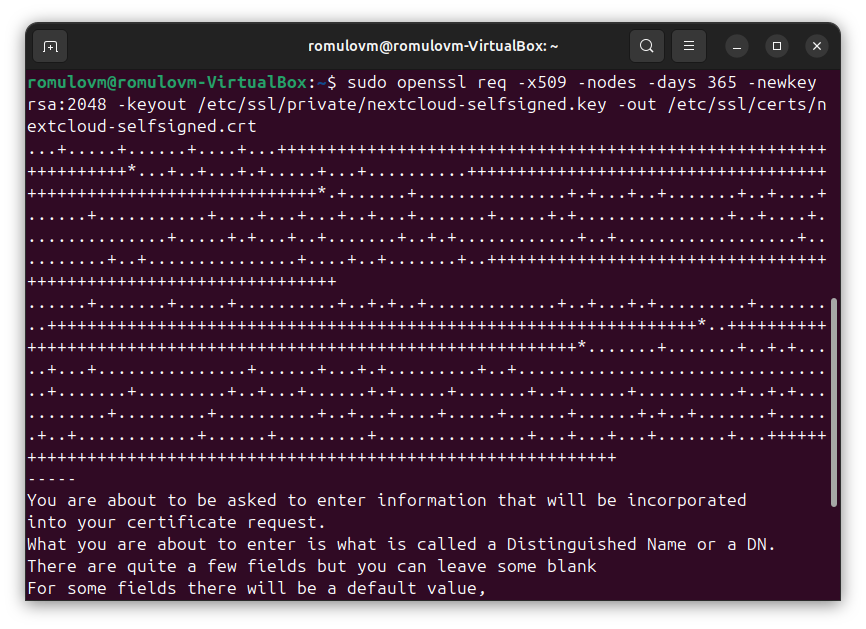 romulovm@romulovm-VirtualBox: ~
romulovm@romulovm-VirtualBox:~$ sudo openssl req -x509 -nodes -days 365 -newkey
rsa:2048 -keyout /etc/ssl/private/nextcloud-selfsigned.key -out /etc/ssl/certs/n
extcloud-selfsigned.crt
...+.....+......+....+...+++++++++++++++++++++++++++++++++++++++++++++++++++++++
++++++++++*...+..+...+.+.....+...+..........++++++++++++++++++++++++++++++++++++
+++++++++++++++++++++++++++++*.+......+...............+.+...+..+.......+..+....+
......+...........+....+...+...+..+...+.......+.....+.+...............+..+....+.
..............+.....+.+...+..+.......+..+.+............+..+..................+..
........+..+...............+....+..+.......+..++++++++++++++++++++++++++++++++++
+++++++++++++++++++++++++++++++
......+.......+.....+..........+..+.+..+.............+..+...+.+.........+.......
..+++++++++++++++++++++++++++++++++++++++++++++++++++++++++++++++++*..++++++++++
+++++++++++++++++++++++++++++++++++++++++++++++++++++++*.......+.......+..+.+...
..+...+...............+......+...+.+.........+..+...............................
..+.......+.........+..+...+......+.+.....+.......+..+......+..........+..+.+...
........+.........+..........+..+...+....+.....+......+......+.+..+.......+.....
.+..+............+......+.........+...............+...+...+...+.......+...++++++
+++++++++++++++++++++++++++++++++++++++++++++++++++++++++++
-----
You are about to be asked to enter information that will be incorporated
into your certificate request.
What you are about to enter is what is called a Distinguished Name or a DN.
There are quite a few fields but you can leave some blank
For some fields there will be a default value,